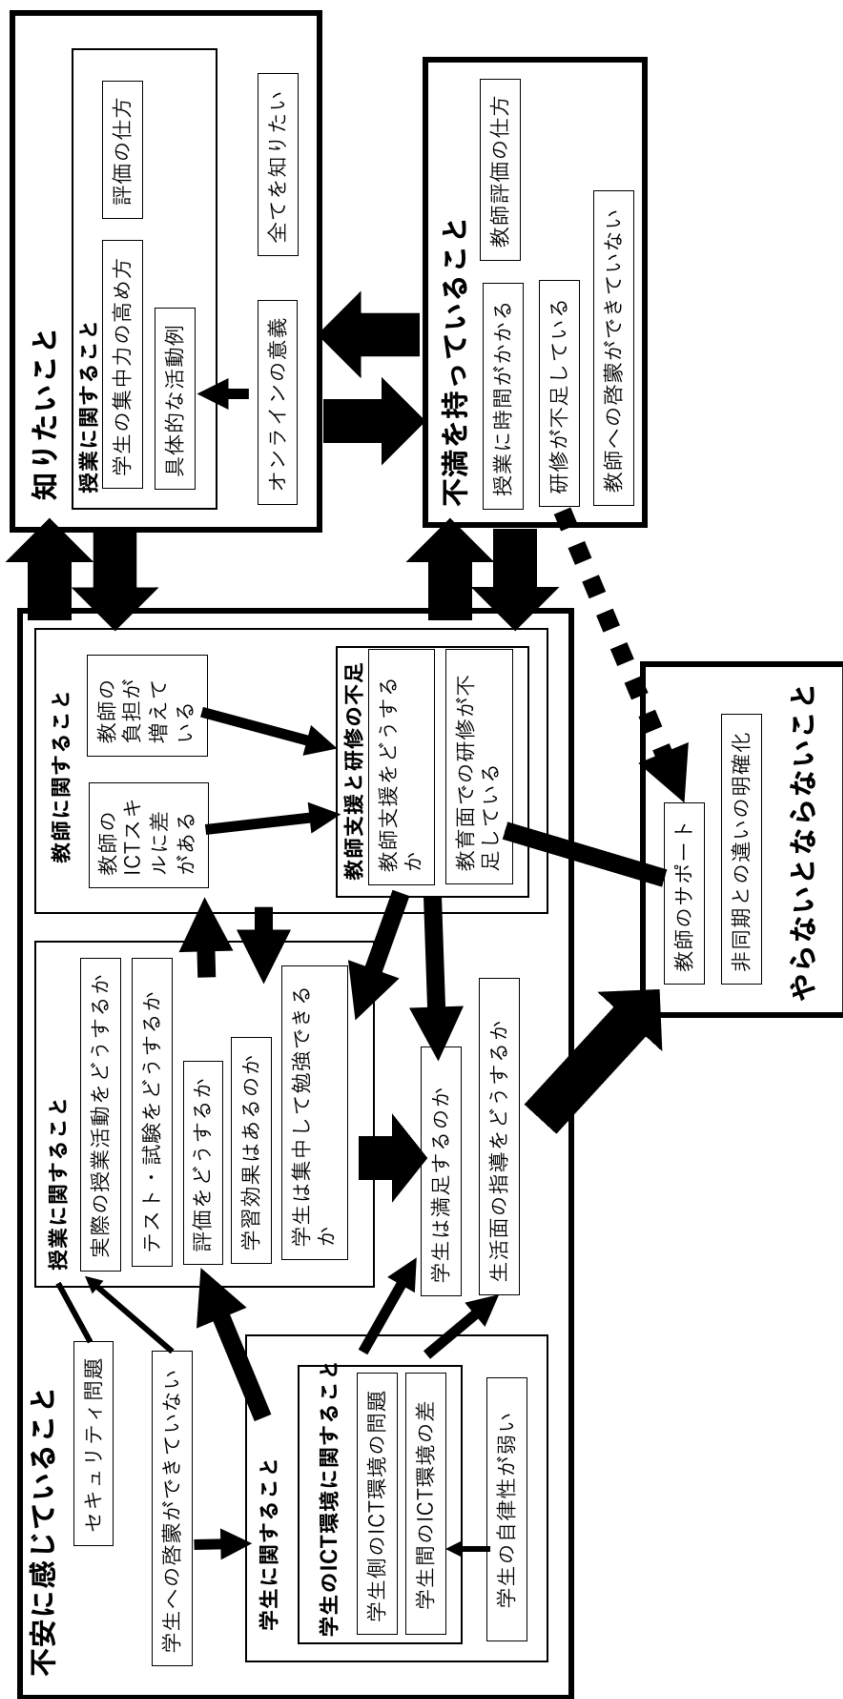 不安に感じていること
セキュリティ問題
学生への啓蒙ができていない
学生に関すること
学生のICT環境に関すること
学生側のICT環境の問題
学生間のICT環境の差
学生の自律性が弱い
授業に関すること
実際の授業活動をどうするか
テスト・試験をどうするか
評価をどうするか
学習効果はあるのか
学生は集中して勉強できる
か
学生は満足するのか
生活面の指導をどうするか
教師に関すること
教師の
ICTスキ
ルに差
がある
教師の
負担が
増えて
いる
教師支援と研修の不足
教師支援をどうする
か
教育面での研修が不
足している
知りたいこと
授業に関すること
学生の集中力の高め方
評価の仕方
具体的な活動例
オンラインの意義
全てを知りたい
不満を持っていること
授業に時間がかかる
教師評価の仕方
研修が不足している
教師への啓蒙ができていない
教師のサポート
非同期との違いの明確化
やらないとならないこと